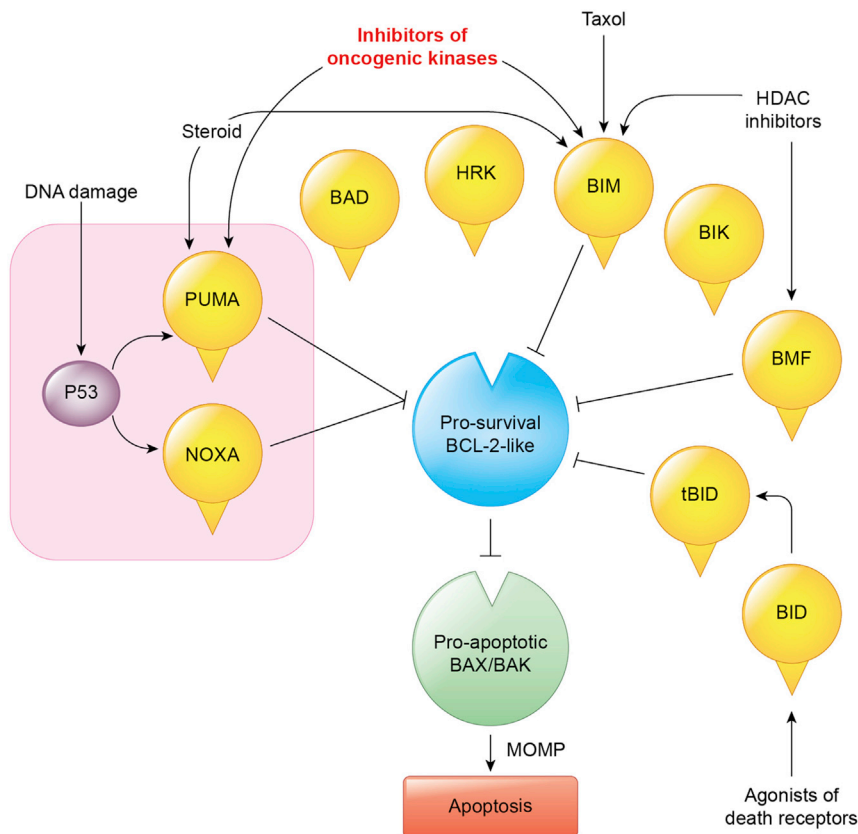 Inhibitors of
oncogenic kinases
Taxol
HDAC
inhibitors
Steroid
DNA damage
BAD
HRK
BIM
BIK
PUMA
P53
NOXA
BMF
Pro-survival
BCL-2-like
tBID
BID
Pro-apoptotic
BAX/BAK
MOMP
Apoptosis
Agonists of
death receptors